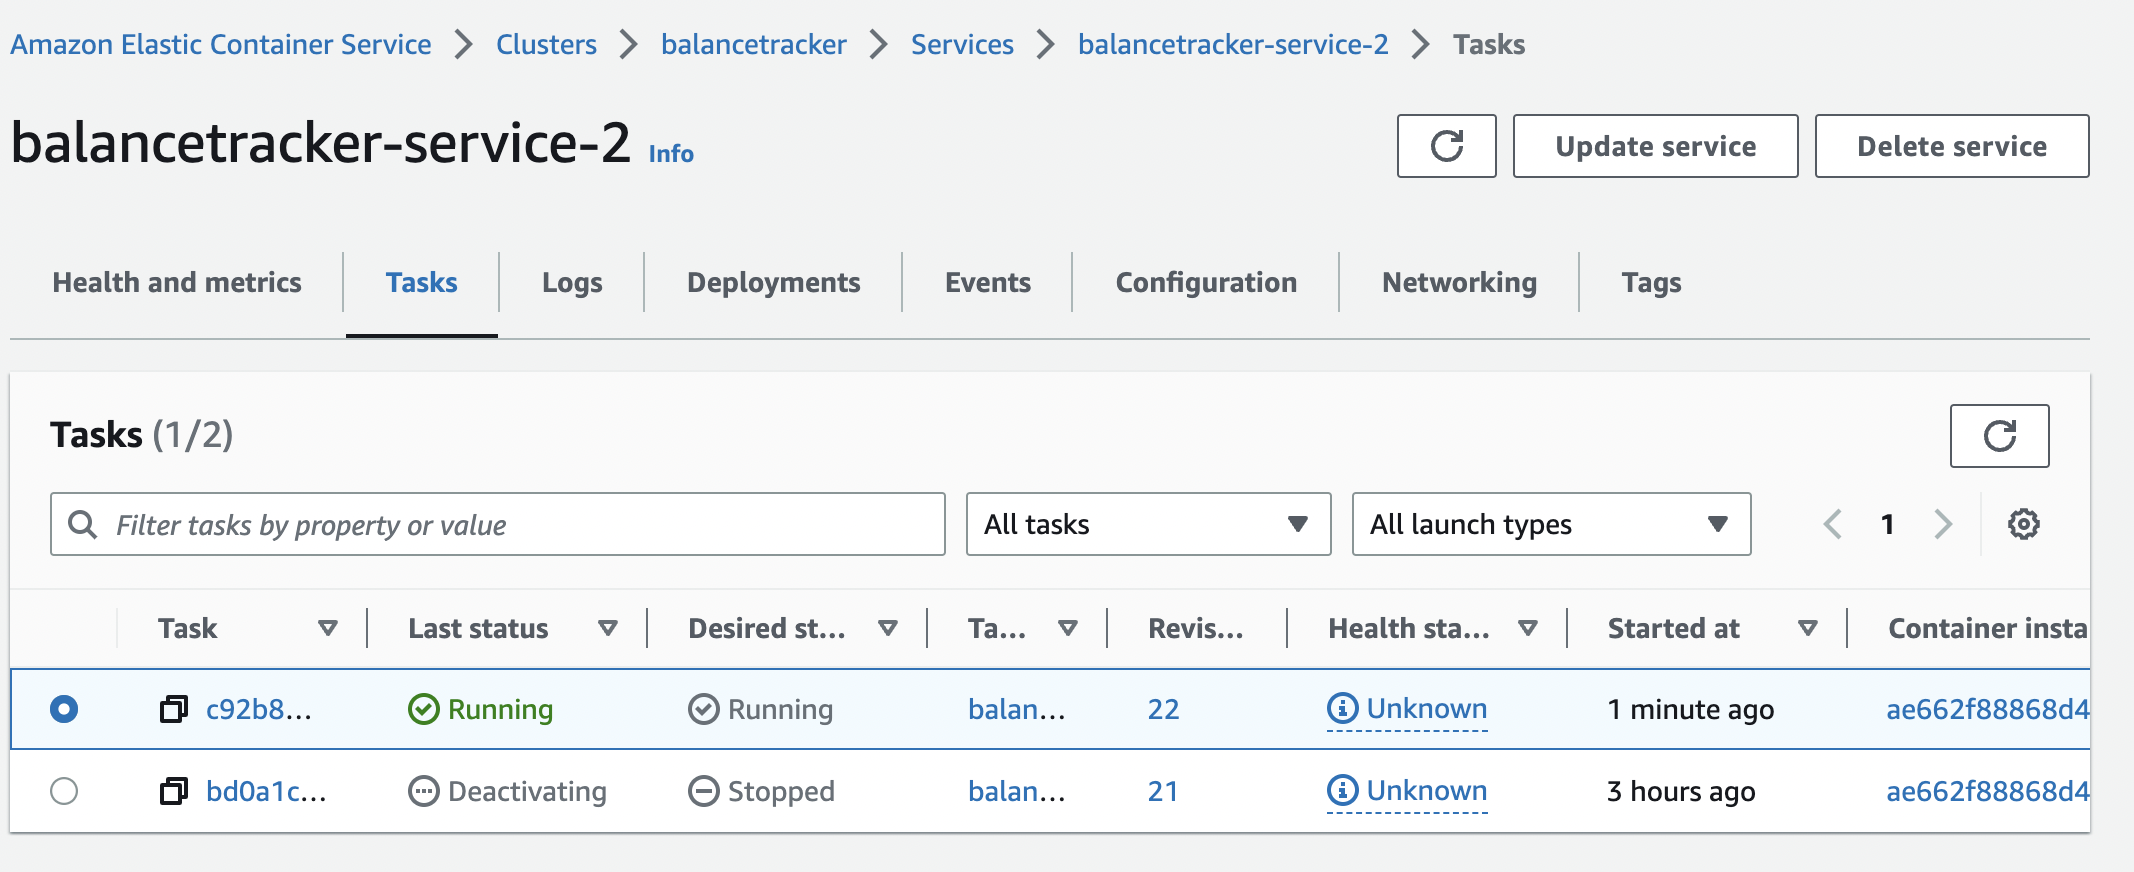 Amazon Elastic Container Service > Clusters > balancetracker > Services > balancetracker-service-2 > Tasks
balancetracker-service-2 Info
Update service Delete service
Health and metrics Tasks Logs Deployments Events Configuration Networking Tags
Tasks (1/2)
Filter tasks by property or value All tasks All launch types 1
Task Last status Desired st... Ta... Revis... Health sta... Started at Container insta
c92b8... Running Running balan... 22 Unknown 1 minute ago ae662f88868d4
bd0a1c... Deactivating Stopped balan... 21 Unknown 3 hours ago ae662f88868d4